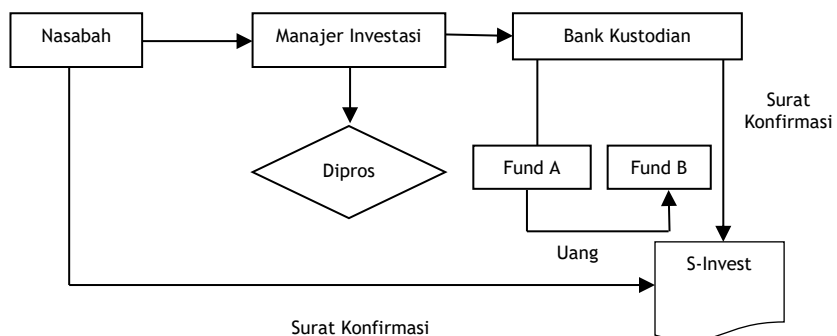 Nasabah
Manajer Investasi
Bank Kustodian
Surat
Konfirmasi
Dipros
Fund A
Fund B
Uang
S-Invest
Surat Konfirmasi